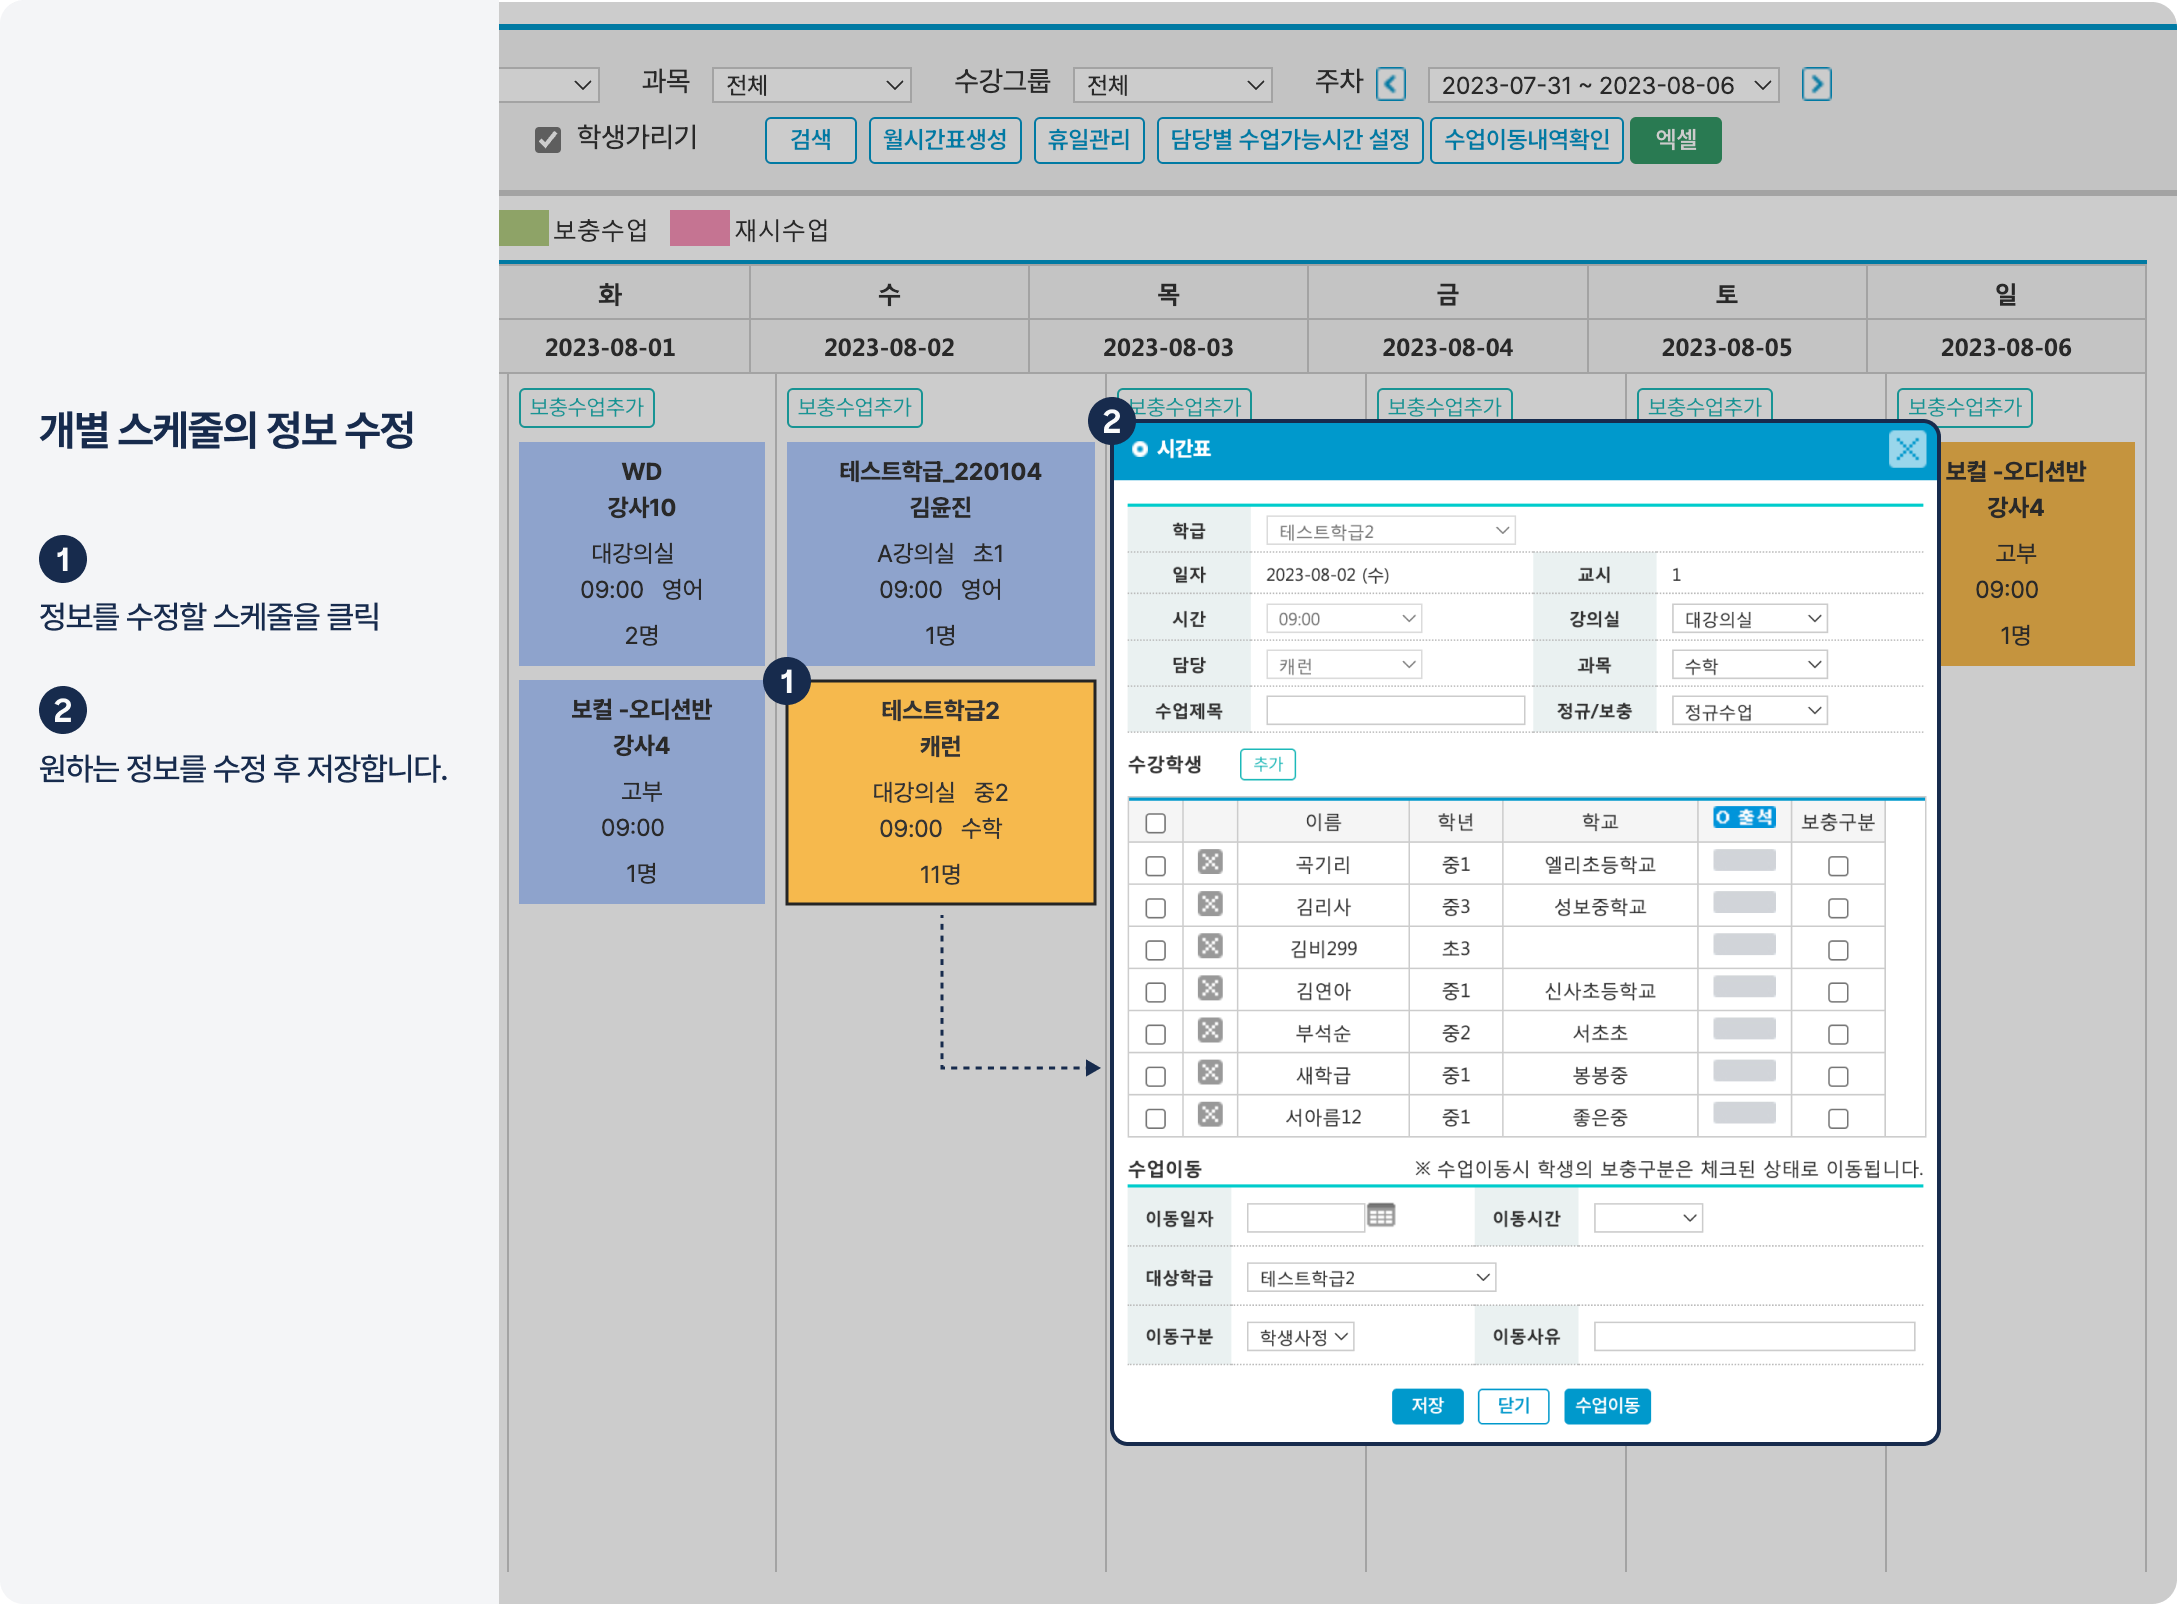 개별 스케줄의 정보 수정
1
정보를 수정할 스케줄을 클릭
2
원하는 정보를 수정 후 저장합니다.
과목 전체 수강그룹 전체 주차 2023-07-31 ~ 2023-08-06
학생가리기 검색 월시간표생성 휴일관리 담당별 수업가능시간 설정 수업이동내역확인 엑셀
보충수업 재시수업
화 수 목 금 토 일
2023-08-01 2023-08-02 2023-08-03 2023-08-04 2023-08-05 2023-08-06
보충수업추가 보충수업추가 보충수업추가 보충수업추가 보충수업추가 보충수업추가
WD
강사10
대강의실
09:00 영어
2명
보컬 -오디션반
강사4
고부
09:00
1명
테스트학급_220104
김윤진
A강의실 초1
09:00 영어
1명
1
테스트학급2
캐런
대강의실 중2
09:00 수학
11명
보컬 -오디션반
강사4
고부
09:00
1명
2
시간표
학급 테스트학급2
일자 2023-08-02 (수) 교시 1
시간 09:00 강의실 대강의실
담당 캐런 과목 수학
수업제목 정규/보충 정규수업
수강학생 추가
이름 학년 학교 출석 보충구분
곡기리 중1 엘리초등학교
김리사 중3 성보중학교
김비299 초3
김연아 중1 신사초등학교
부석순 중2 서초초
새학급 중1 봉봉중
서아름12 중1 좋은중
수업이동 ※ 수업이동시 학생의 보충구분은 체크된 상태로 이동됩니다.
이동일자 이동시간
대상학급 테스트학급2
이동구분 학생사정 이동사유
저장 닫기 수업이동